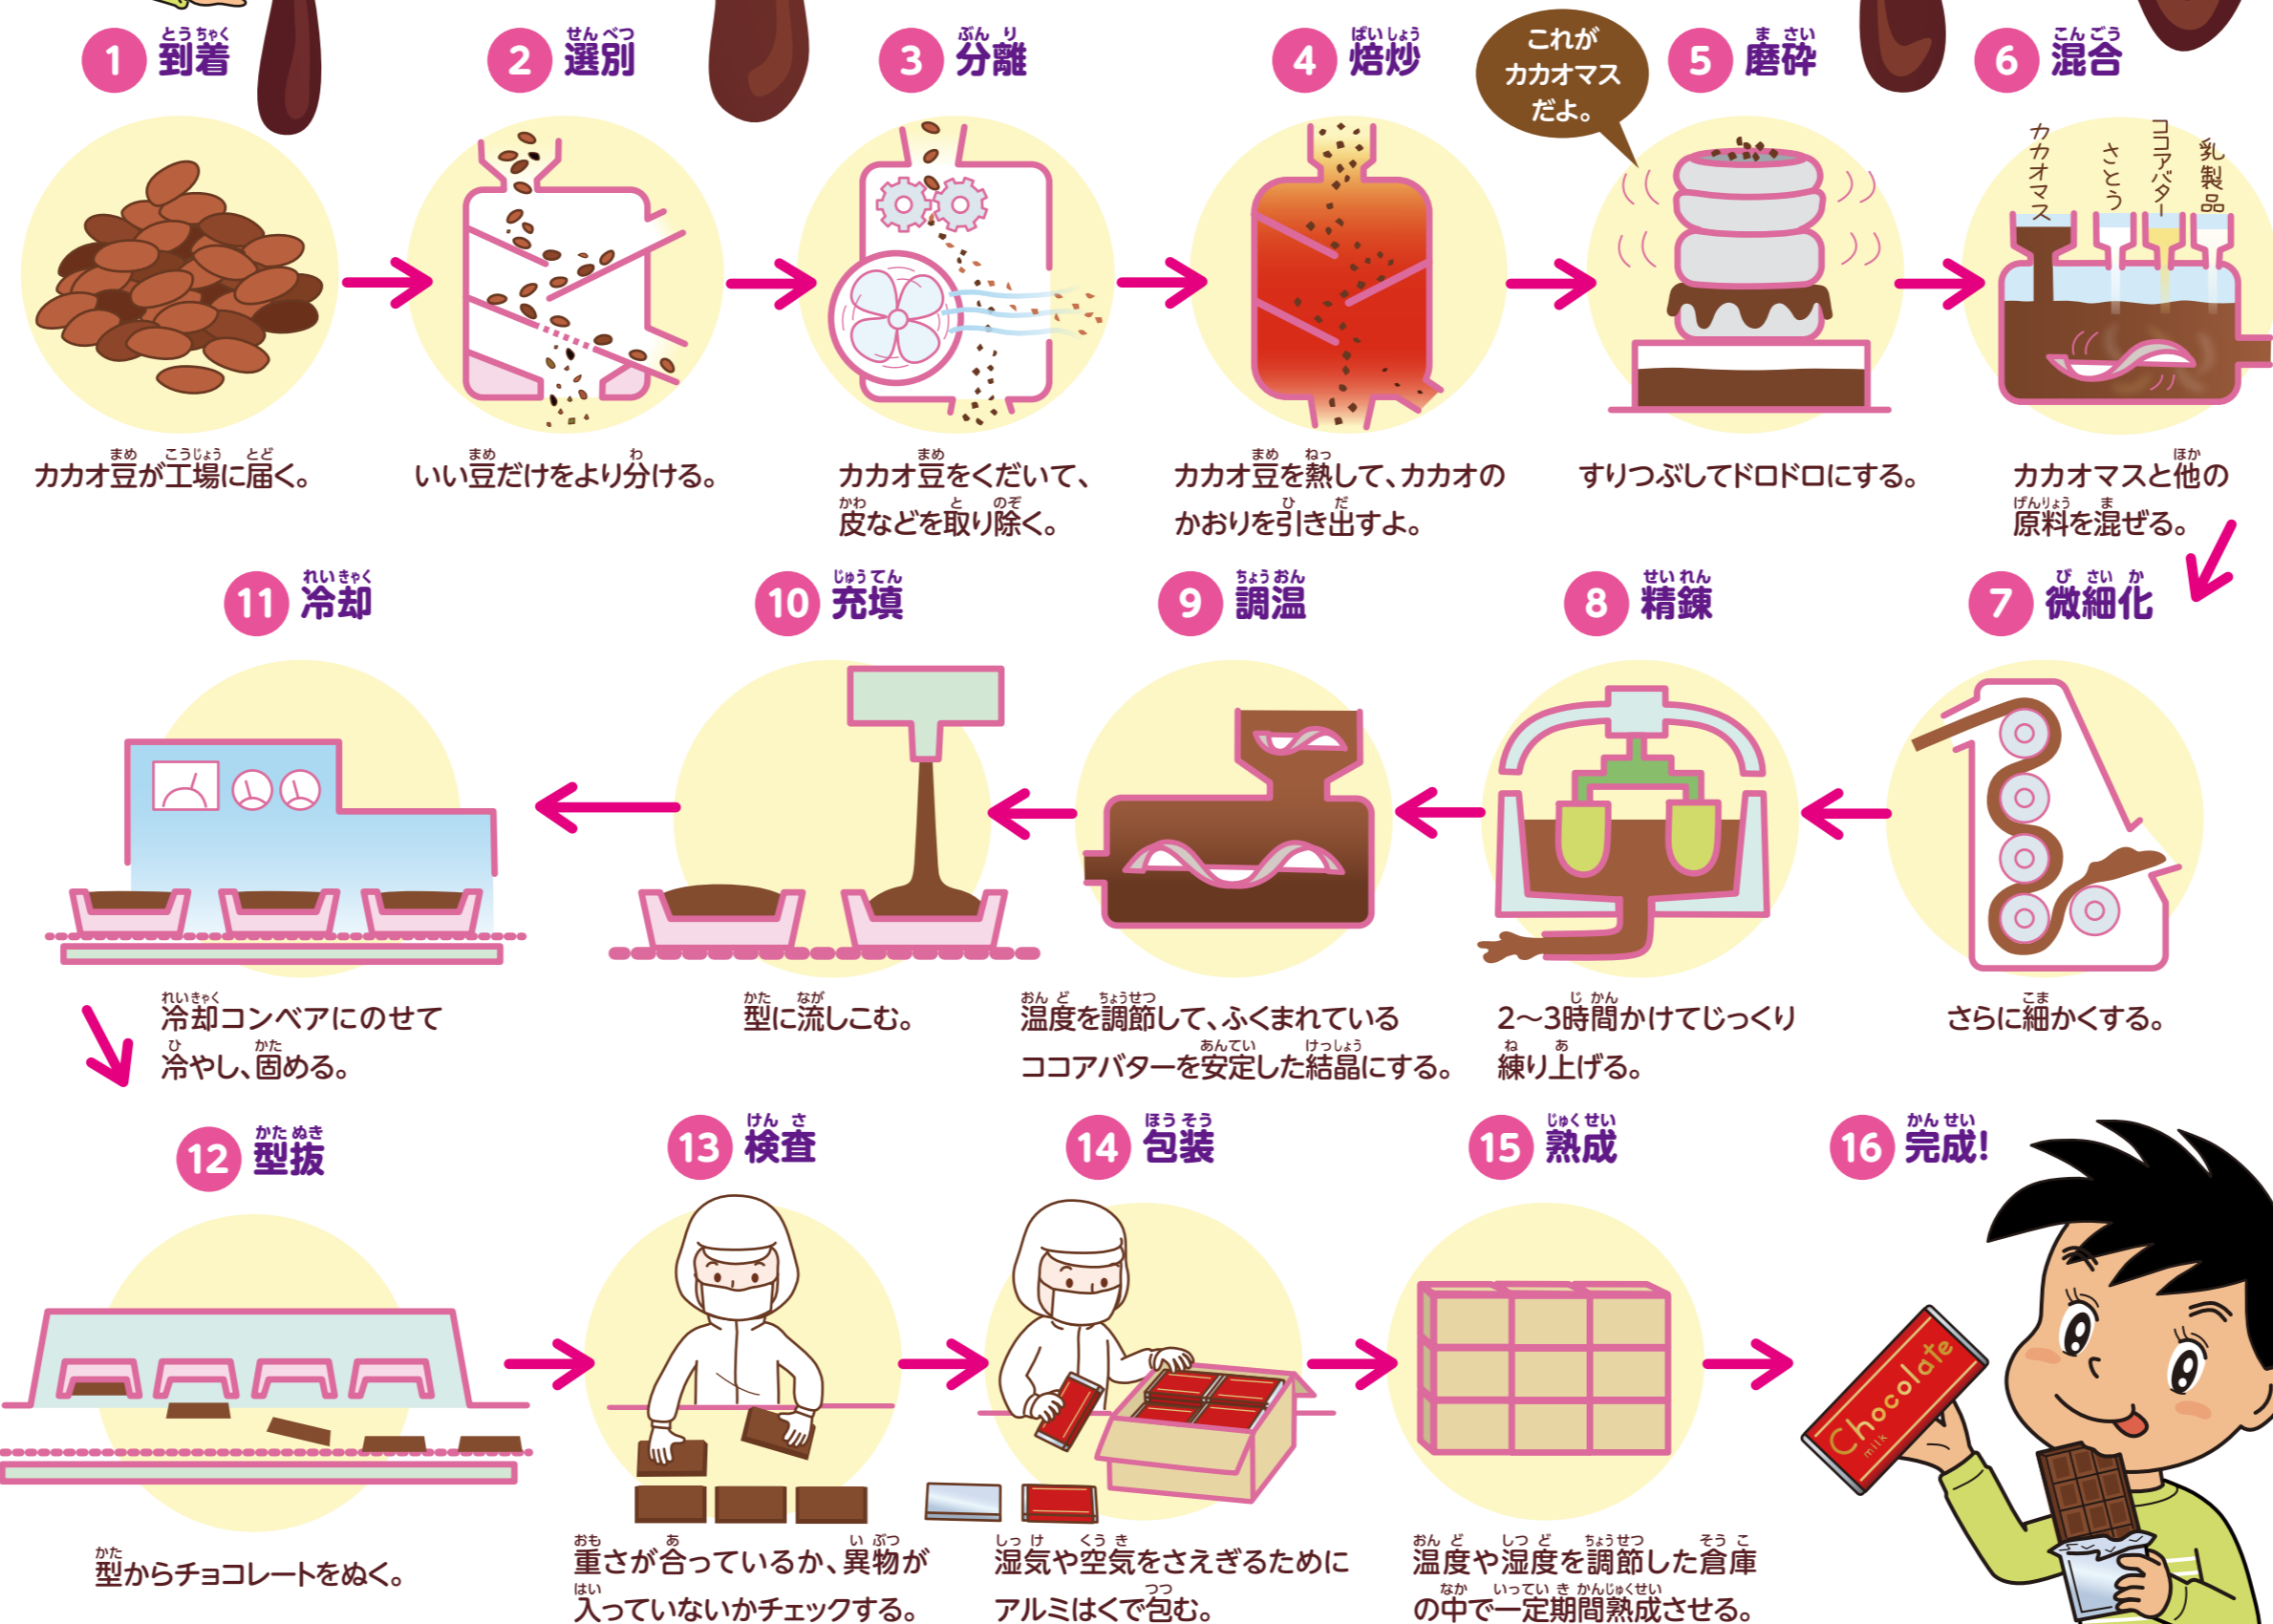 1 到着
カカオ豆が工場に届く。
2 選別
いい豆だけをより分ける。
3 分離
カカオ豆をくだいて、
皮などを取り除く。
4 焙炒
カカオ豆を熱して、カカオの
かおりを引き出すよ。
これが
カカオマス
だよ。
5 磨砕
すりつぶしてドロドロにする。
6 混合
カカオマス
さとう
ココアバター
乳製品
カカオマスと他の
原料を混ぜる。
7 微細化
さらに細かくする。
8 精錬
2〜3時間かけてじっくり
練り上げる。
9 調温
温度を調節して、ふくまれている
ココアバターを安定した結晶にする。
10 充填
型に流しこむ。
11 冷却
冷却コンベアにのせて
冷やし、固める。
12 型抜
型からチョコレートをぬく。
13 検査
重さが合っているか、異物が
入っていないかチェックする。
14 包装
湿気や空気をさえぎるために
アルミはくで包む。
15 熟成
温度や湿度を調節した倉庫
の中で一定期間熟成させる。
16 完成!
Chocolate
milk